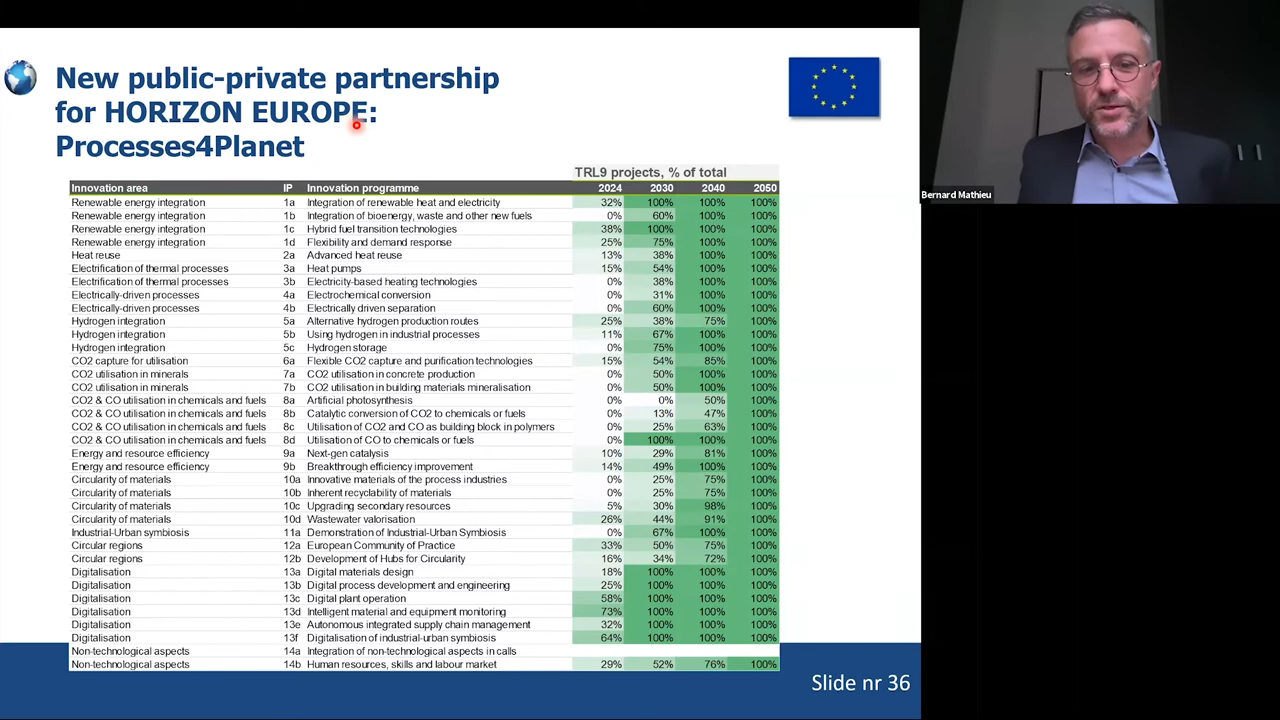 New public-private partnership
for HORIZON EUROPE:
Processes4Planet
TRL9 projects, % of total
Innovation area IP Innovation programme 2024 2030 2040 2050
Renewable energy integration 1a Integration of renewable heat and electricity 32% 100% 100% 100%
Renewable energy integration 1b Integration of bioenergy, waste and other new fuels 0% 60% 100% 100%
Renewable energy integration 1c Hybrid fuel transition technologies 38% 100% 100% 100%
Renewable energy integration 1d Flexibility and demand response 25% 75% 100% 100%
Heat reuse 2a Advanced heat reuse 13% 38% 100% 100%
Electrification of thermal processes 3a Heat pumps 15% 54% 100% 100%
Electrification of thermal processes 3b Electricity-based heating technologies 0% 38% 100% 100%
Electrically-driven processes 4a Electrochemical conversion 0% 31% 100% 100%
Electrically-driven processes 4b Electrically driven separation 0% 60% 100% 100%
Hydrogen integration 5a Alternative hydrogen production routes 25% 38% 75% 100%
Hydrogen integration 5b Using hydrogen in industrial processes 11% 67% 100% 100%
Hydrogen integration 5c Hydrogen storage 0% 75% 100% 100%
CO2 capture for utilisation 6a Flexible CO2 capture and purification technologies 15% 54% 85% 100%
CO2 utilisation in minerals 7a CO2 utilisation in concrete production 0% 50% 100% 100%
CO2 utilisation in minerals 7b CO2 utilisation in building materials mineralisation 0% 50% 100% 100%
CO2 & CO utilisation in chemicals and fuels 8a Artificial photosynthesis 0% 0% 50% 100%
CO2 & CO utilisation in chemicals and fuels 8b Catalytic conversion of CO2 to chemicals or fuels 0% 13% 47% 100%
CO2 & CO utilisation in chemicals and fuels 8c Utilisation of CO2 and CO as building block in polymers 0% 25% 63% 100%
CO2 & CO utilisation in chemicals and fuels 8d Utilisation of CO to chemicals or fuels 0% 100% 100% 100%
Energy and resource efficiency 9a Next-gen catalysis 10% 29% 81% 100%
Energy and resource efficiency 9b Breakthrough efficiency improvement 14% 49% 100% 100%
Circularity of materials 10a Innovative materials of the process industries 0% 25% 75% 100%
Circularity of materials 10b Inherent recyclability of materials 0% 25% 75% 100%
Circularity of materials 10c Upgrading secondary resources 5% 30% 98% 100%
Circularity of materials 10d Wastewater valorisation 26% 44% 91% 100%
Industrial-Urban symbiosis 11a Demonstration of Industrial-Urban Symbiosis 0% 67% 100% 100%
Circular regions 12a European Community of Practice 33% 50% 75% 100%
Circular regions 12b Development of Hubs for Circularity 16% 34% 72% 100%
Digitalisation 13a Digital materials design 18% 100% 100% 100%
Digitalisation 13b Digital process development and engineering 25% 100% 100% 100%
Digitalisation 13c Digital plant operation 58% 100% 100% 100%
Digitalisation 13d Intelligent material and equipment monitoring 73% 100% 100% 100%
Digitalisation 13e Autonomous integrated supply chain management 32% 100% 100% 100%
Digitalisation 13f Digitalisation of industrial-urban symbiosis 64% 100% 100% 100%
Non-technological aspects 14a Integration of non-technological aspects in calls
Non-technological aspects 14b Human resources, skills and labour market 29% 52% 76% 100%
Slide nr 36
Bernard Mathieu